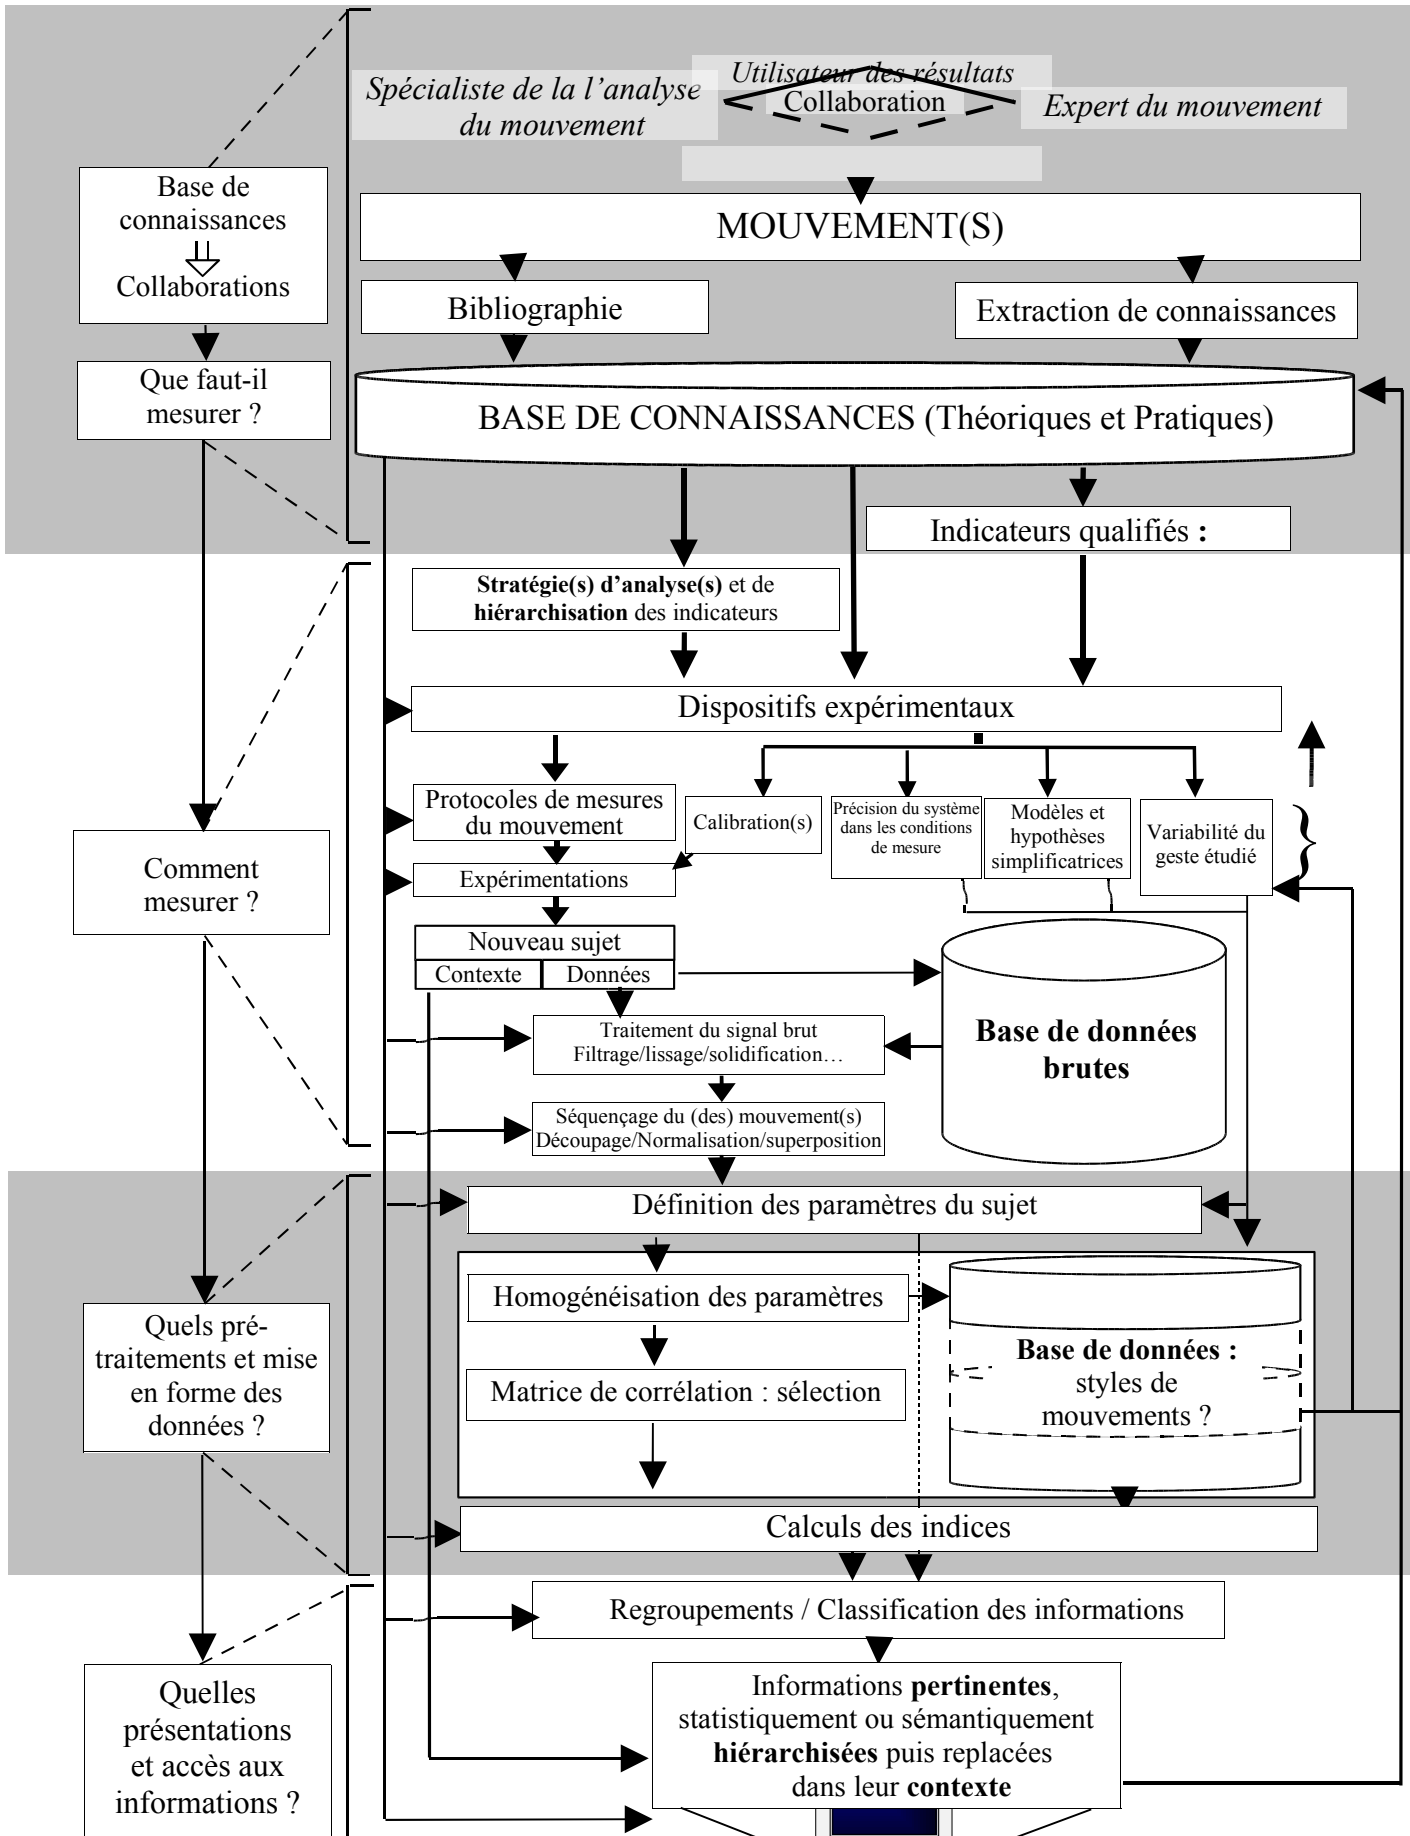 Utilisateur des résultats
Spécialiste de la l’analyse
du mouvement
Collaboration
Expert du mouvement
Base de
connaissances
Collaborations
MOUVEMENT(S)
Bibliographie
Extraction de connaissances
Que faut-il
mesurer ?
BASE DE CONNAISSANCES (Théoriques et Pratiques)
Indicateurs qualifiés :
Stratégie(s) d’analyse(s) et de
hiérarchisation des indicateurs
Dispositifs expérimentaux
Protocoles de mesures
du mouvement
Calibration(s)
Précision du système
dans les conditions
de mesure
Modèles et
hypothèses
simplificatrices
Variabilité du
geste étudié
}
Comment
mesurer ?
Expérimentations
Nouveau sujet
Contexte
Données
Traitement du signal brut
Filtrage/lissage/solidification…
Base de données
brutes
Séquençage du (des) mouvement(s)
Découpage/Normalisation/superposition
Définition des paramètres du sujet
Homogénéisation des paramètres
Quels pré-
traitements et mise
en forme des
données ?
Base de données :
styles de
mouvements ?
Matrice de corrélation : sélection
Calculs des indices
Regroupements / Classification des informations
Quelles
présentations
et accès aux
informations ?
Informations pertinentes,
statistiquement ou sémantiquement
hiérarchisées puis replacées
dans leur contexte